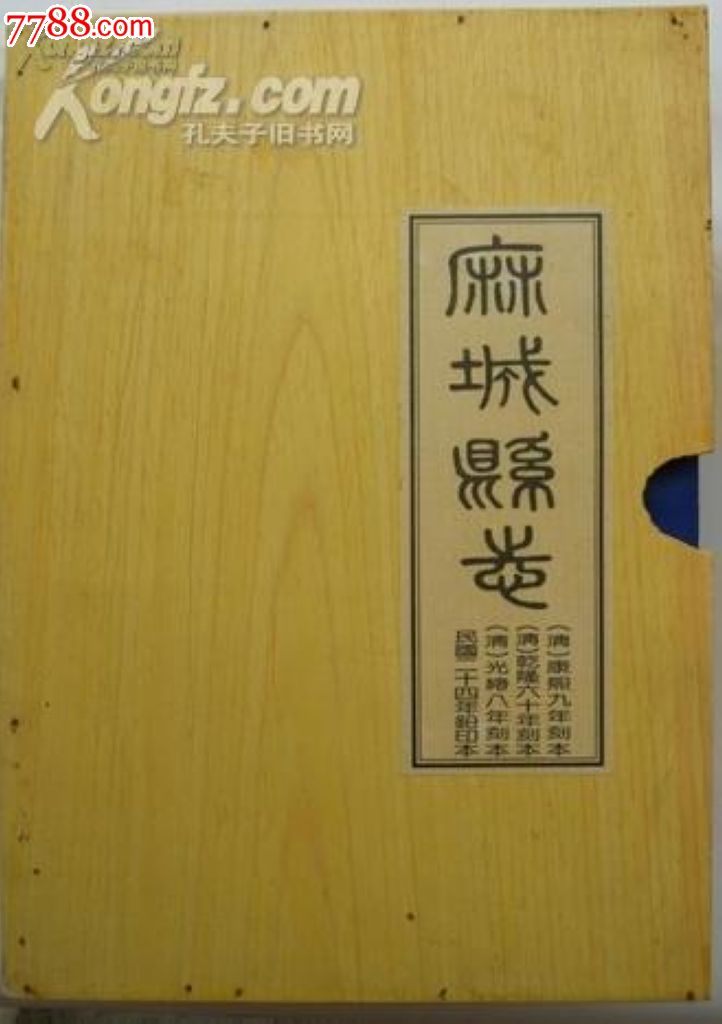 7788.com
Kongfz.com
孔夫子旧书网
麻城縣志
(清)康熙九年刻本
(清)乾隆六十年刻本
(清)光緒八年刻本
民國二十四年鉛印本